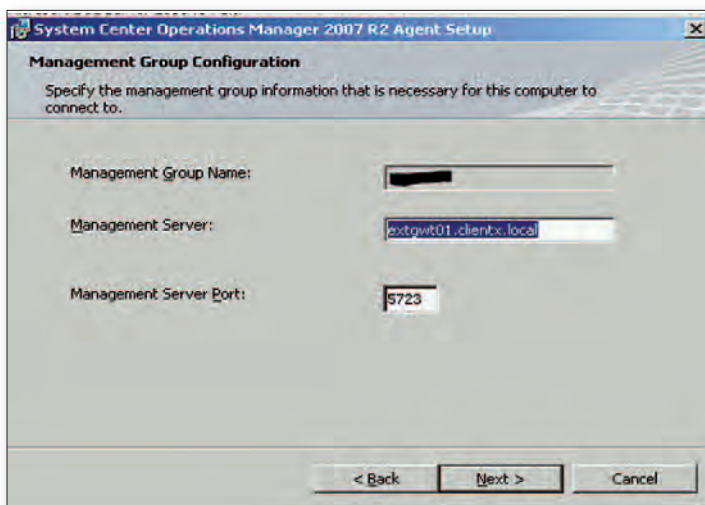 System Center Operations Manager 2007 R2 Agent Setup
Management Group Configuration
Specify the management group information that is necessary for this computer to
connect to.
Management Group Name:
Management Server:
extgwt01.clientx.local
Management Server Port:
5723
< Back
Next >
Cancel